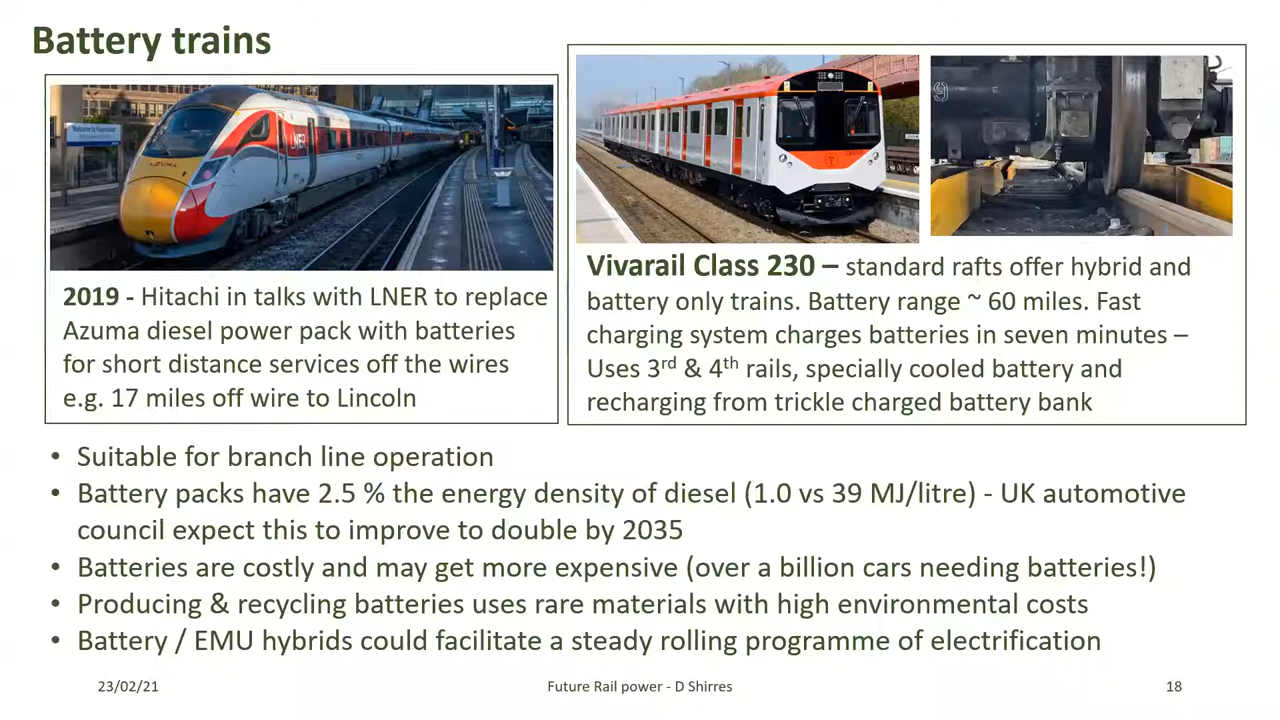 Battery trains
Welcome to Haymarket
AZUMA
LNER
2019 - Hitachi in talks with LNER to replace
Azuma diesel power pack with batteries
for short distance services off the wires
e.g. 17 miles off wire to Lincoln
Vivarail Class 230 – standard rafts offer hybrid and
battery only trains. Battery range ~ 60 miles. Fast
charging system charges batteries in seven minutes –
Uses 3rd & 4th rails, specially cooled battery and
recharging from trickle charged battery bank
• Suitable for branch line operation
• Battery packs have 2.5 % the energy density of diesel (1.0 vs 39 MJ/litre) - UK automotive
council expect this to improve to double by 2035
• Batteries are costly and may get more expensive (over a billion cars needing batteries!)
• Producing & recycling batteries uses rare materials with high environmental costs
• Battery / EMU hybrids could facilitate a steady rolling programme of electrification
23/02/21
Future Rail power - D Shirres
18